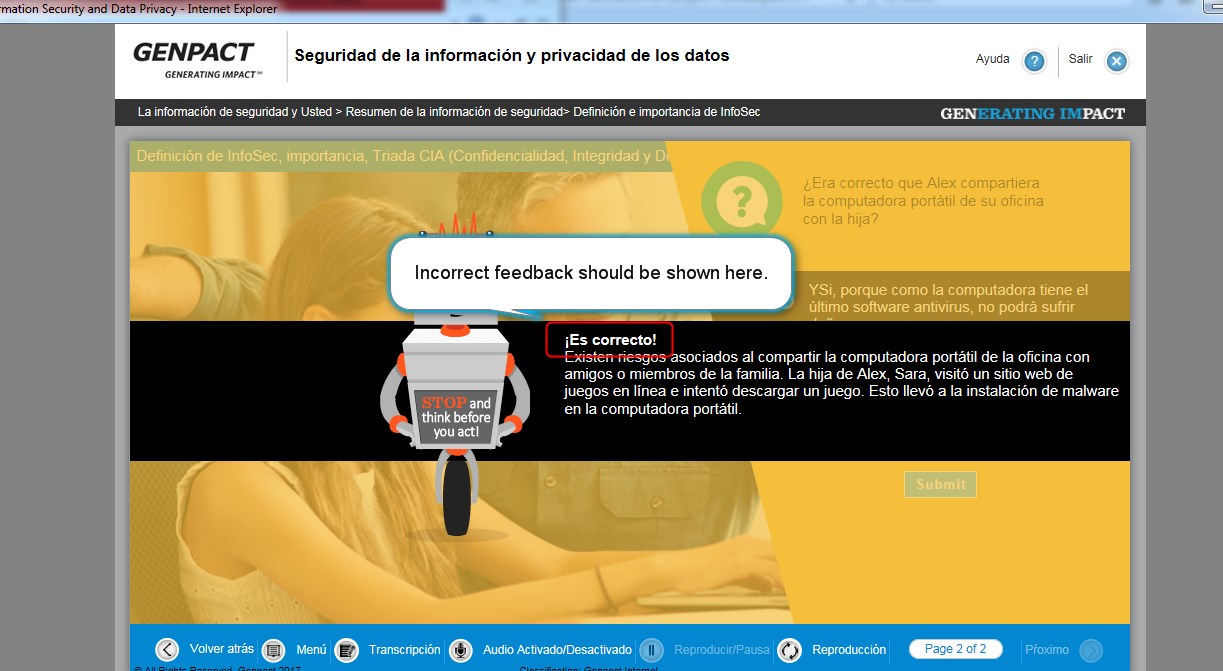 rmation Security and Data Privacy - Internet Explorer
GENPACT
GENERATING IMPACT℠
Seguridad de la información y privacidad de los datos
Ayuda ?
Salir
La información de seguridad y Usted > Resumen de la información de seguridad> Definición e importancia de InfoSec
GENERATING IMPACT
Definición de InfoSec, importancia, Triada CIA (Confidencialidad, Integridad y Di
?
¿Era correcto que Alex compartiera
la computadora portátil de su oficina
con la hija?
Incorrect feedback should be shown here.
YSi, porque como la computadora tiene el
último software antivirus, no podrá sufrir
¡Es correcto!
Existen riesgos asociados al compartir la computadora portátil de la oficina con
amigos o miembros de la familia. La hija de Alex, Sara, visitó un sitio web de
juegos en línea e intentó descargar un juego. Esto llevó a la instalación de malware
en la computadora portátil.
STOP and
think before
you act!
Submit
Volver atrás
Menú
Transcripción
Audio Activado/Desactivado
Reproducir/Pausa
Reproducción
Page 2 of 2
Próximo
© All Rights Reserved. Genpact 2017
Classification: Genpact Internal